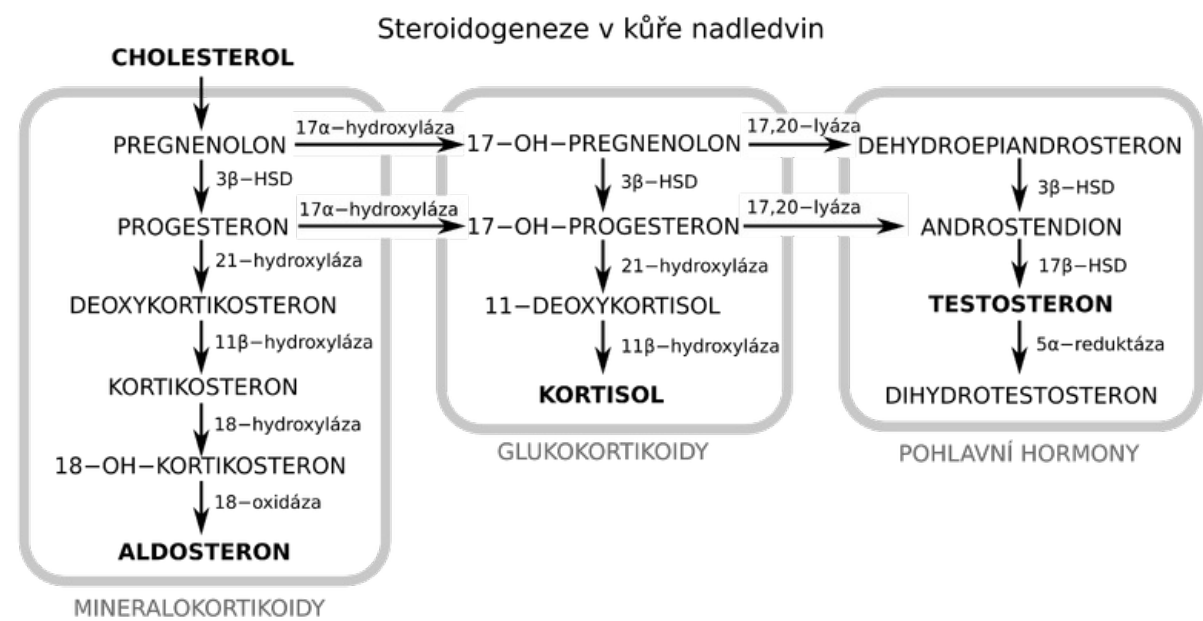 Steroidogeneze v kůře nadledvin
CHOLESTEROL
PREGNENOLON
17α−hydroxyláza
17−OH−PREGNENOLON
17,20−lyáza
DEHYDROEPIANDROSTERON
3β−HSD
3β−HSD
3β−HSD
PROGESTERON
17α−hydroxyláza
17−OH−PROGESTERON
17,20−lyáza
ANDROSTENDION
21−hydroxyláza
21−hydroxyláza
17β−HSD
DEOXYKORTIKOSTERON
11−DEOXYKORTISOL
TESTOSTERON
11β−hydroxyláza
11β−hydroxyláza
5α−reduktáza
KORTIKOSTERON
KORTISOL
DIHYDROTESTOSTERON
18−hydroxyláza
GLUKOKORTIKOIDY
POHLAVNÍ HORMONY
18−OH−KORTIKOSTERON
18−oxidáza
ALDOSTERON
MINERALOKORTIKOIDY